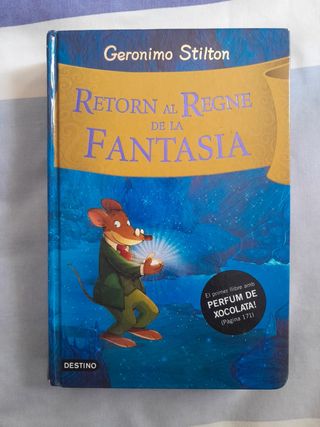 Geronimo Stilton
RETORN AL REGNE
DE LA
FANTASIA
El primer llibre amb
PERFUM DE
XOCOLATA!
(Pàgina 171)
DESTINO